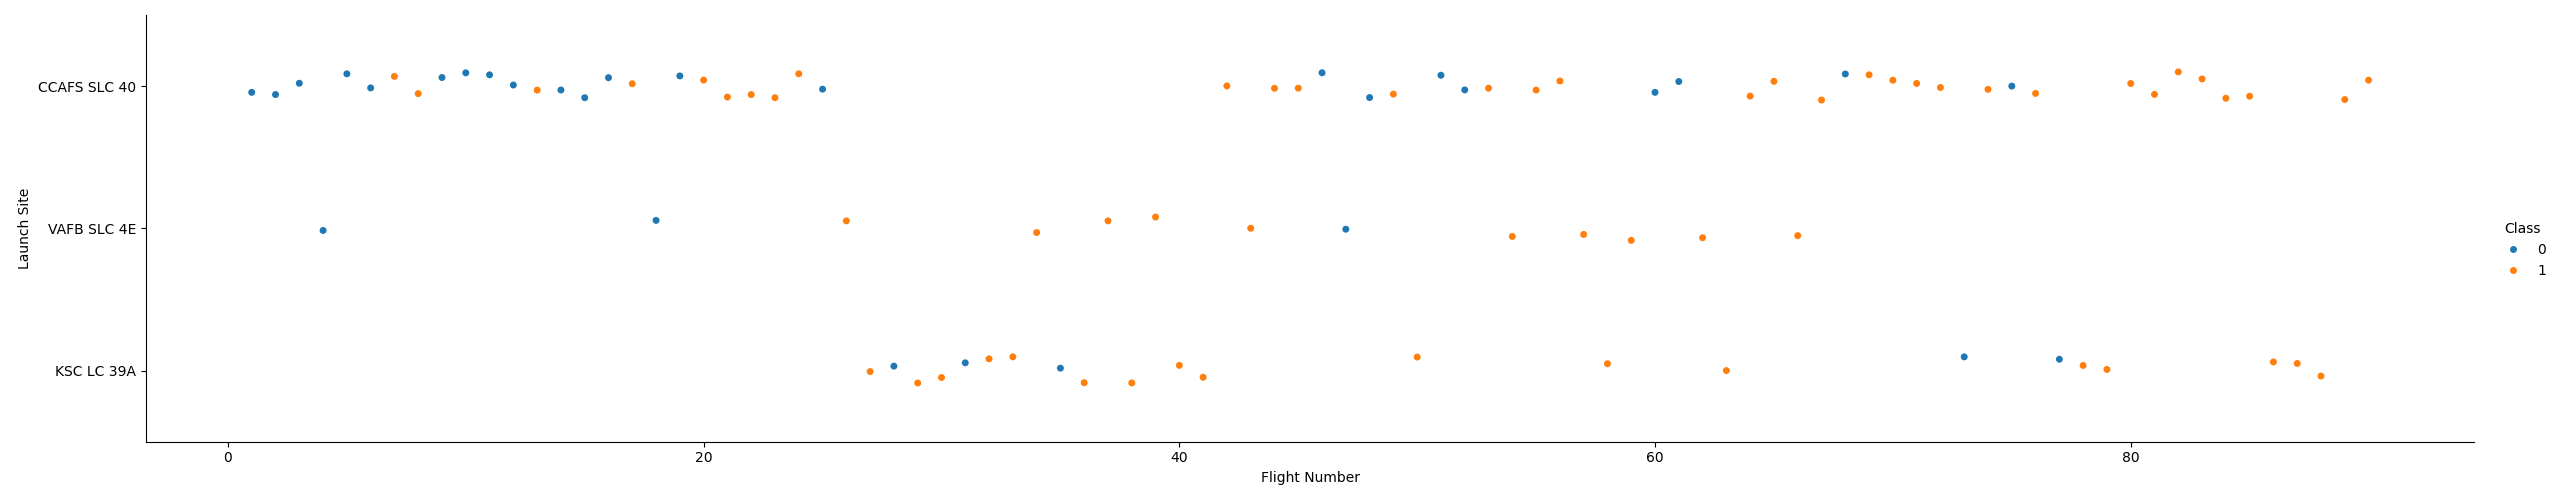 CCAFS SLC 40
VAFB SLC 4E
KSC LC 39A
Launch Site
0 20 40 60 80
Flight Number
Class
0
1